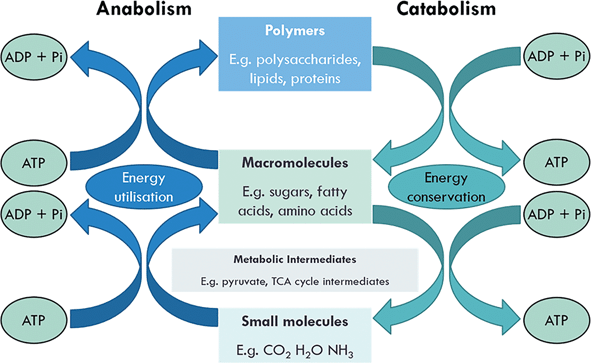 Anabolism
Catabolism
ADP + Pi
Polymers
E.g. polysaccharides,
lipids, proteins
ADP + Pi
ATP
Macromolecules
E.g. sugars, fatty
acids, amino acids
ATP
Energy
utilisation
Energy
conservation
ADP + Pi
ADP + Pi
Metabolic Intermediates
E.g. pyruvate, TCA cycle intermediates
ATP
Small molecules
E.g. CO₂ H₂O NH₃
ATP